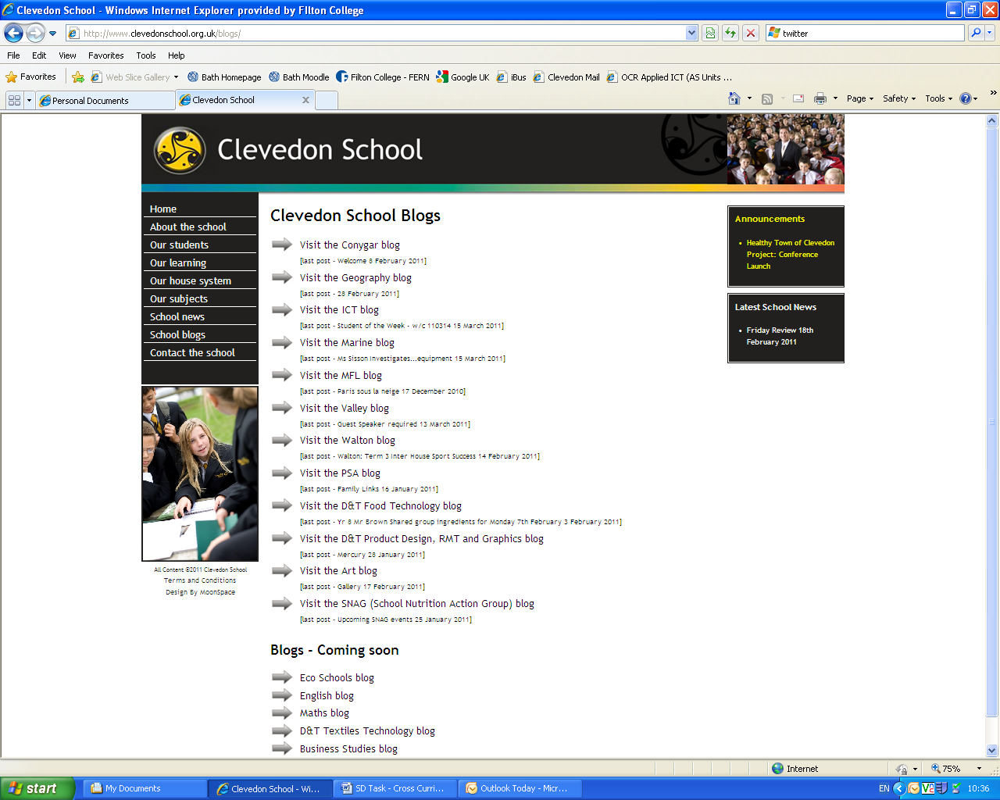 Clevedon School - Windows Internet Explorer provided by FIlton College
http://www.clevedonschool.org.uk/blogs/
twitter
File Edit View Favorites Tools Help
Favorites Web Slice Gallery Bath Homepage Bath Moodle Filton College - FERN Google UK iBus Clevedon Mail OCR Applied ICT (AS Units ...
Personal Documents Clevedon School Page Safety Tools
Clevedon School
Home
About the school
Our students
Our learning
Our house system
Our subjects
School news
School blogs
Contact the school
All Content ©2011 Clevedon School
Terms and Conditions
Design By MoonSpace
Clevedon School Blogs
Visit the Conygar blog
[last post - Welcome 8 February 2011]
Visit the Geography blog
[last post - 28 February 2011]
Visit the ICT blog
[last post - Student of the Week - w/c 110314 15 March 2011]
Visit the Marine blog
[last post - Ms Sisson Investigates...equipment 15 March 2011]
Visit the MFL blog
[last post - Paris sous la neige 17 December 2010]
Visit the Valley blog
[last post - Guest Speaker required 13 March 2011]
Visit the Walton blog
[last post - Walton: Term 3 Inter House Sport Success 14 February 2011]
Visit the PSA blog
[last post - Family Links 16 January 2011]
Visit the D&T Food Technology blog
[last post - Yr 8 Mr Brown Shared group ingredients for Monday 7th February 3 February 2011]
Visit the D&T Product Design, RMT and Graphics blog
[last post - Mercury 28 January 2011]
Visit the Art blog
[last post - Gallery 17 February 2011]
Visit the SNAG (School Nutrition Action Group) blog
[last post - Upcoming SNAG events 25 January 2011]
Blogs - Coming soon
Eco Schools blog
English blog
Maths blog
D&T Textiles Technology blog
Business Studies blog
Announcements
Healthy Town of Clevedon
Project: Conference
Launch
Latest School News
Friday Review 18th
February 2011
Internet 75%
start My Documents Clevedon School - Wi... SD Task - Cross Curri... Outlook Today - Micr... EN 10:36